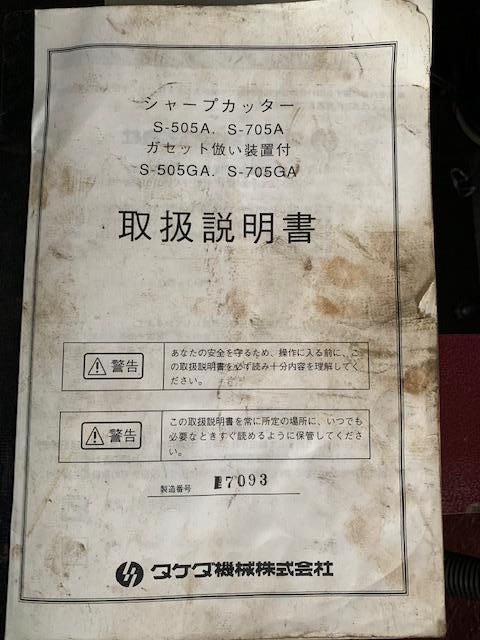 シャープカッター
S-505A. S-705A
ガセット倣い装置付
S-505GA. S-705GA
取扱説明書
警告
あなたの安全を守るため、操作に入る前に、こ
の取扱説明書を必ず読み十分内容を理解してく
ださい。
警告
この取扱説明書を常に所定の場所に、いつでも
必要なときすぐ読めるように保管してくださ
い。
製造番号 17093
タケダ機械株式会社